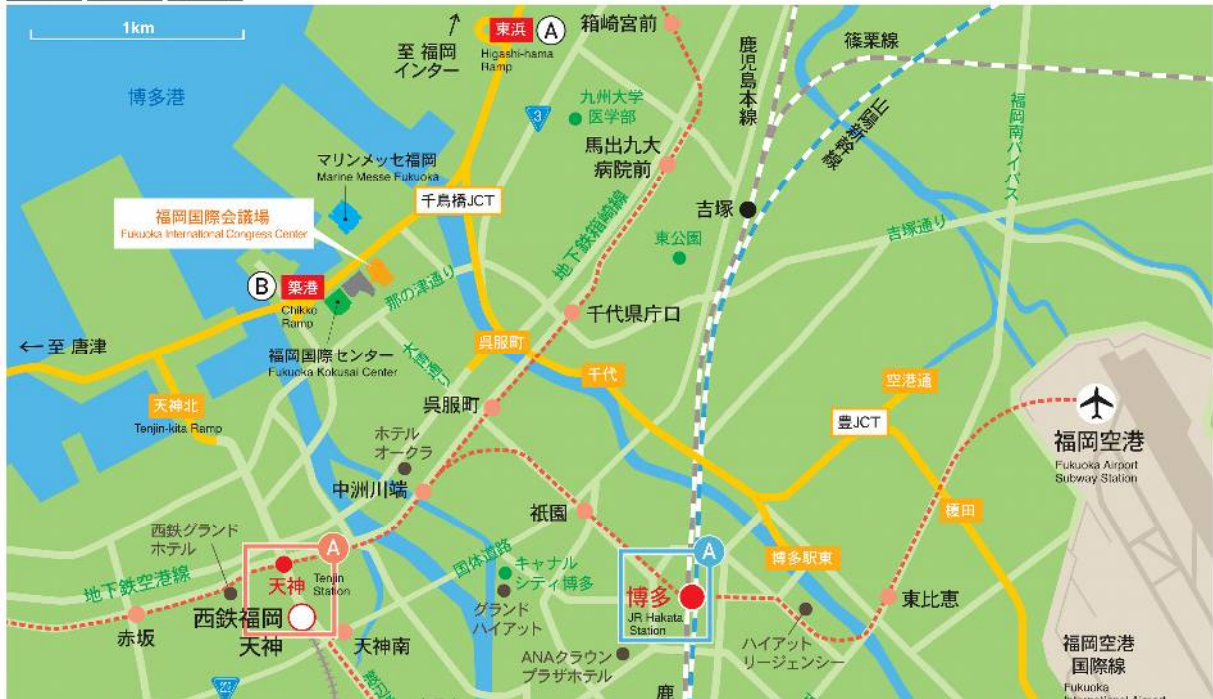 1km
東浜
A
Higashi-hama
Ramp
至 福岡
インター
箱崎宮前
鹿児島本線
篠栗線
博多港
3
九州大学
医学部
山陽新幹線
福岡南バイパス
馬出九大
病院前
マリンメッセ福岡
Marine Messe Fukuoka
千鳥橋JCT
福岡国際会議場
Fukuoka International Congress Center
地下鉄箱崎線
吉塚
東公園
吉塚通り
B
築港
Chikko
Ramp
那の津通り
千代県庁口
←至 唐津
福岡国際センター
Fukuoka Kokusai Center
大博通り
呉服町
千代
空港通
天神北
Tenjin-kita Ramp
呉服町
豊JCT
福岡空港
Fukuoka Airport
Subway Station
ホテル
オークラ
中洲川端
祇園
榎田
西鉄グランド
ホテル
A
国体道路
キャナル
シティ博多
A
博多駅東
地下鉄空港線
天神
Tenjin
Station
グランド
ハイアット
博多
JR Hakata
Station
東比恵
赤坂
西鉄福岡
天神
天神南
ANAクラウン
プラザホテル
ハイアット
リージェンシー
福岡空港
国際線
Fukuoka
鹿